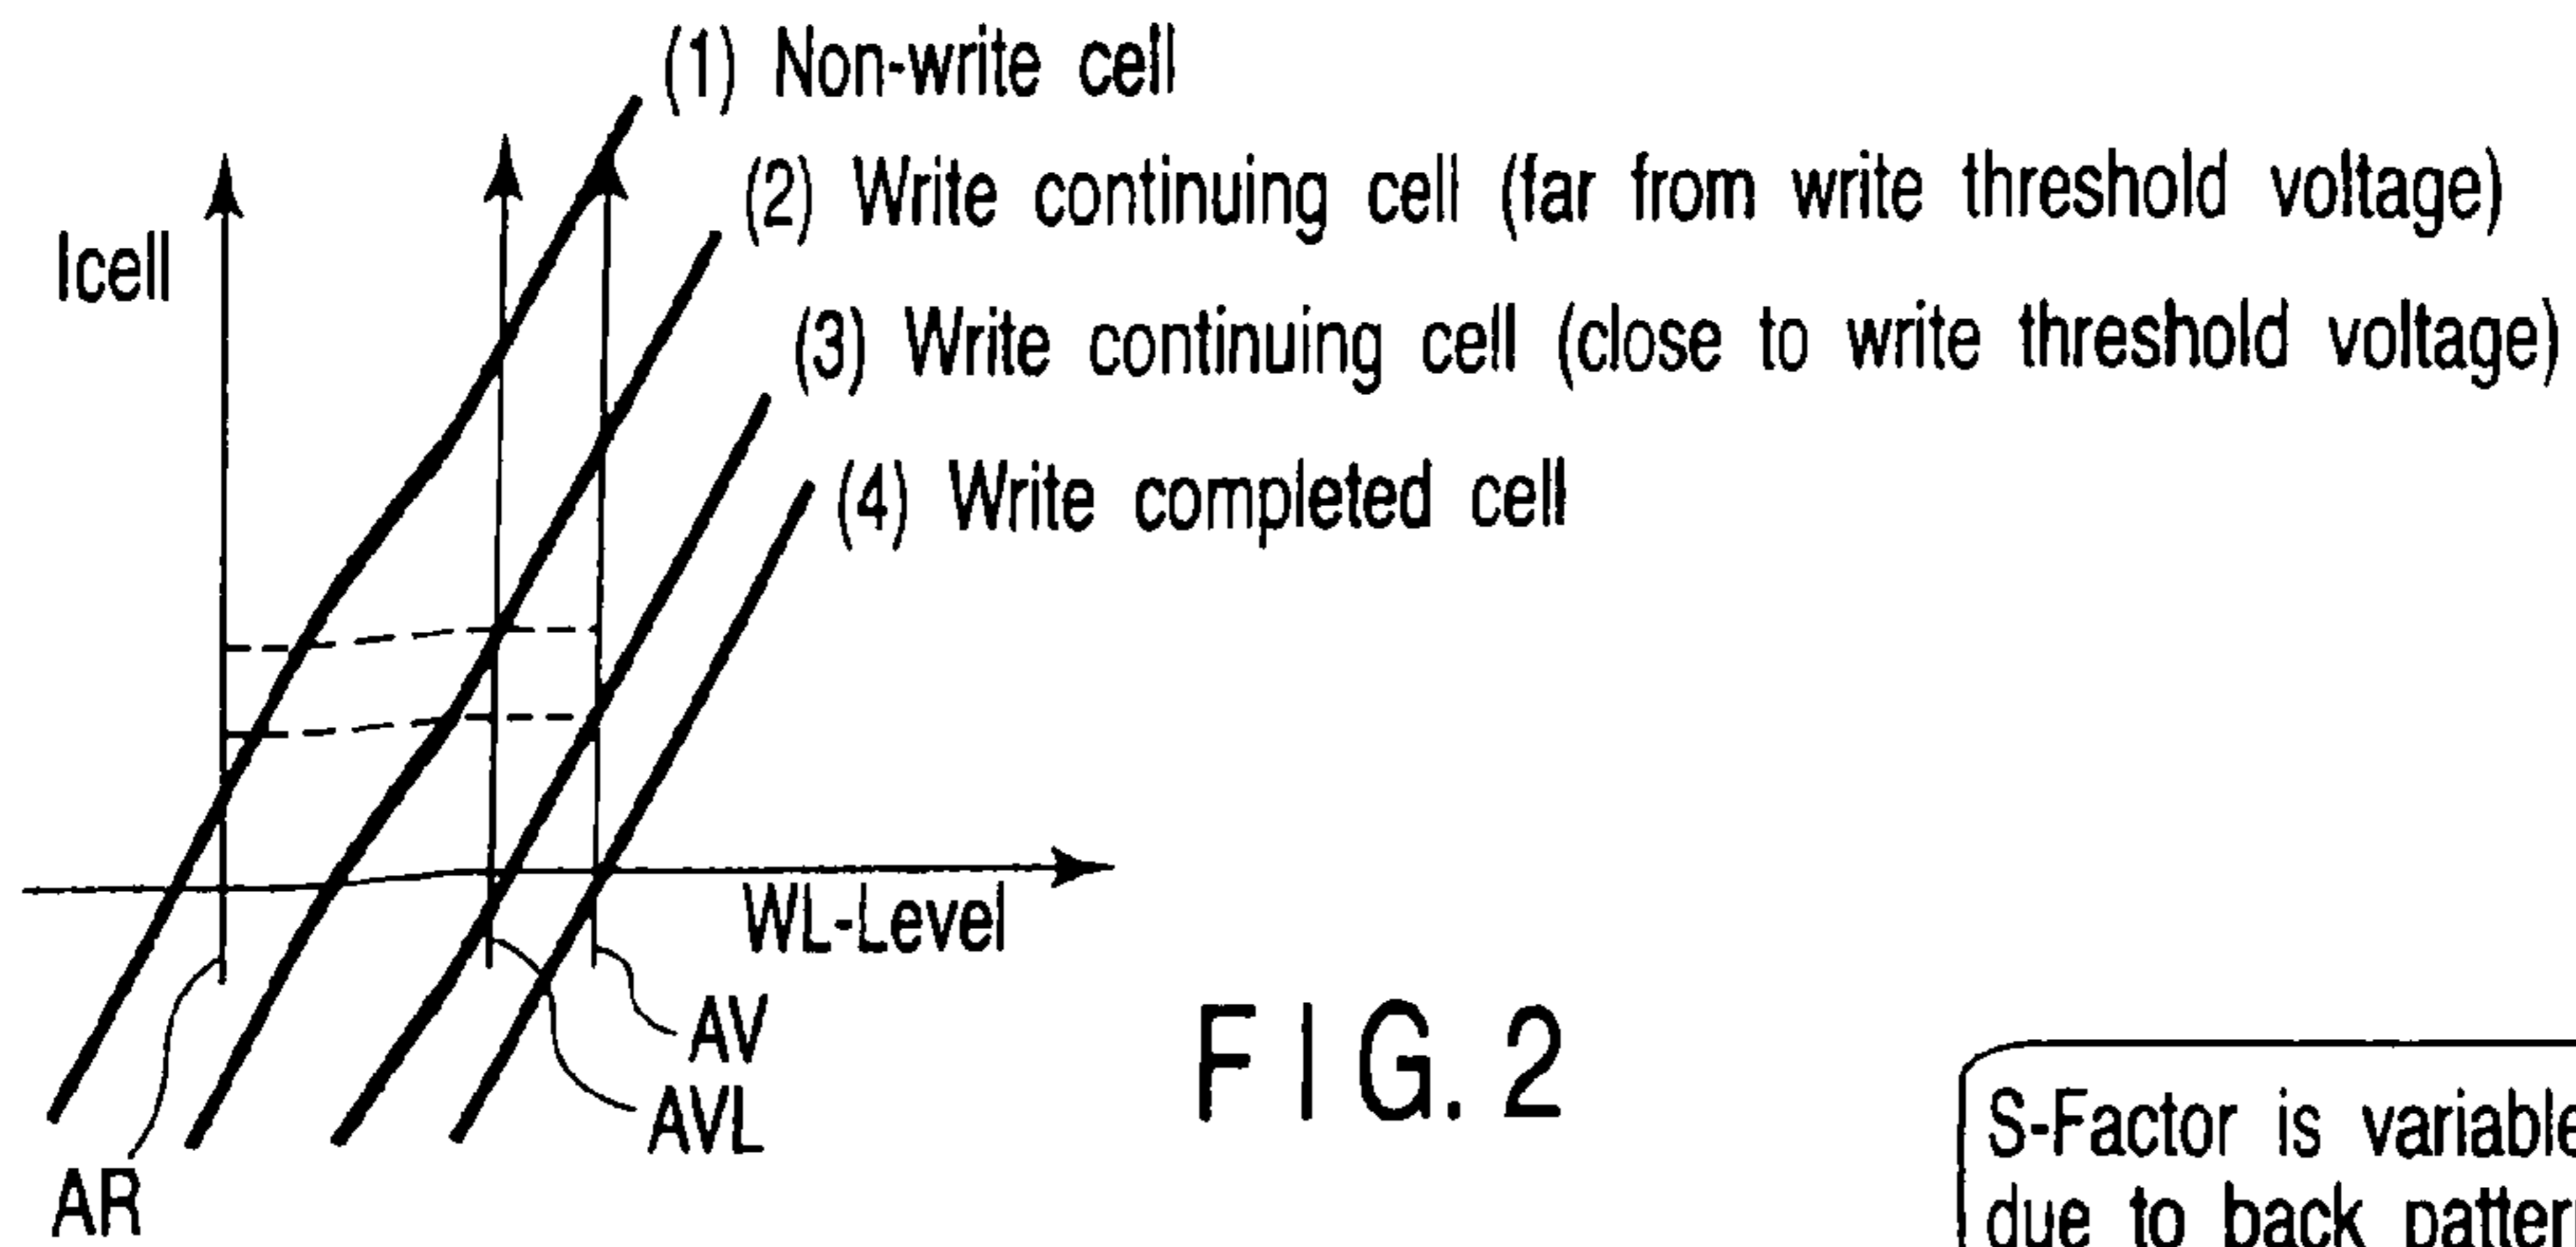 (1) Non-write cell
(2) Write continuing cell (far from write threshold voltage)
Icell
(3) Write continuing cell (close to write threshold voltage)
(4) Write completed cell
WL-Level
AV
AVL
AR
FIG. 2
S-Factor is variable
due to back pattern